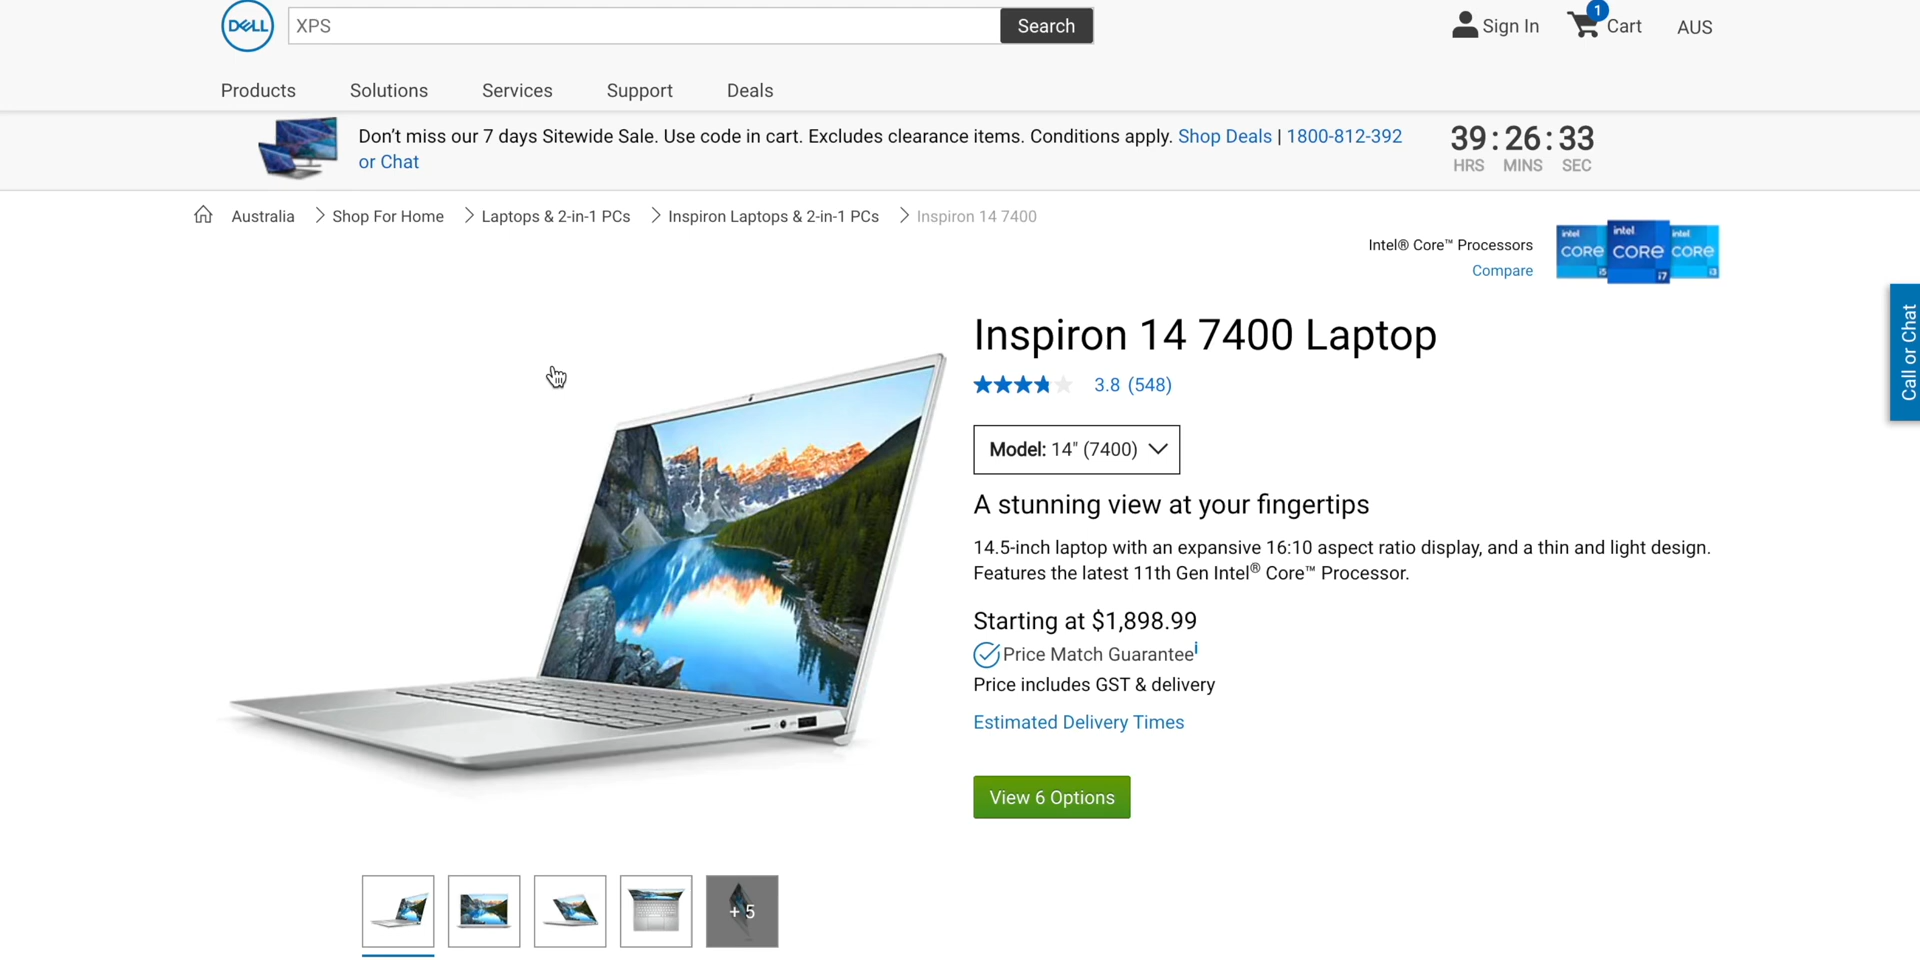 DELL
XPS
Search
Sign In
1
Cart
AUS
Products
Solutions
Services
Support
Deals
Don't miss our 7 days Sitewide Sale. Use code in cart. Excludes clearance items. Conditions apply. Shop Deals | 1800-812-392
or Chat
39 : 26 : 33
HRS MINS SEC
Australia > Shop For Home > Laptops & 2-in-1 PCs > Inspiron Laptops & 2-in-1 PCs > Inspiron 14 7400
Intel® Core™ Processors
Compare
intel CORE i5
intel CORE i7
intel CORE i3
Call or Chat
Inspiron 14 7400 Laptop
3.8 (548)
Model: 14" (7400)
A stunning view at your fingertips
14.5-inch laptop with an expansive 16:10 aspect ratio display, and a thin and light design.
Features the latest 11th Gen Intel® Core™ Processor.
Starting at $1,898.99
Price Match Guarantee i
Price includes GST & delivery
Estimated Delivery Times
View 6 Options
+ 5